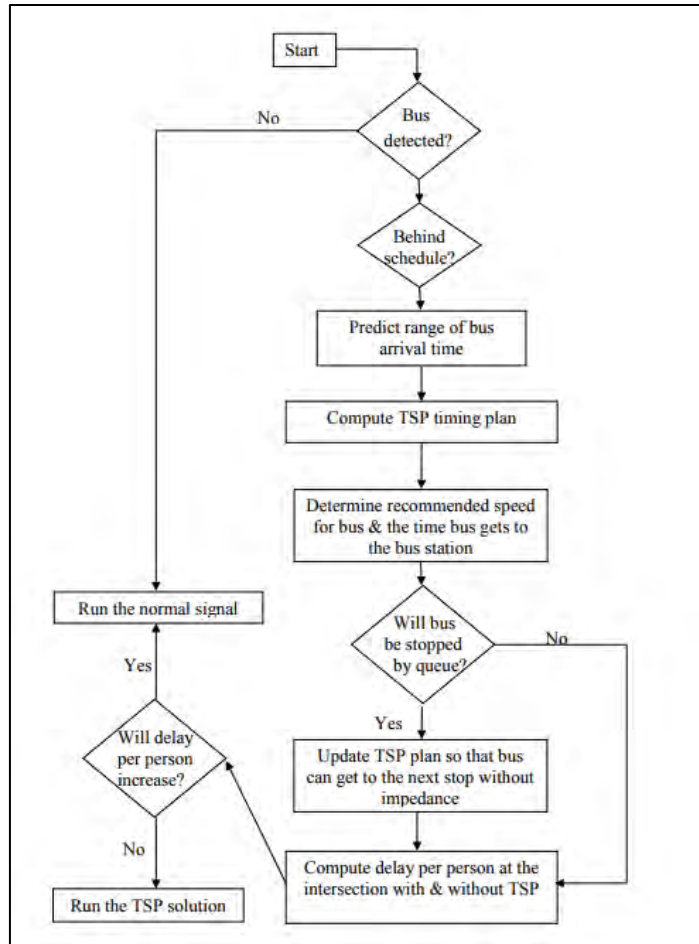 Start
No
Bus
detected?
Behind
schedule?
Predict range of bus
arrival time
Compute TSP timing plan
Determine recommended speed
for bus & the time bus gets to
the bus station
Run the normal signal
Will bus
be stopped
by queue?
No
Yes
Yes
Will delay
per person
increase?
Update TSP plan so that bus
can get to the next stop without
impedance
No
Compute delay per person at the
intersection with & without TSP
Run the TSP solution